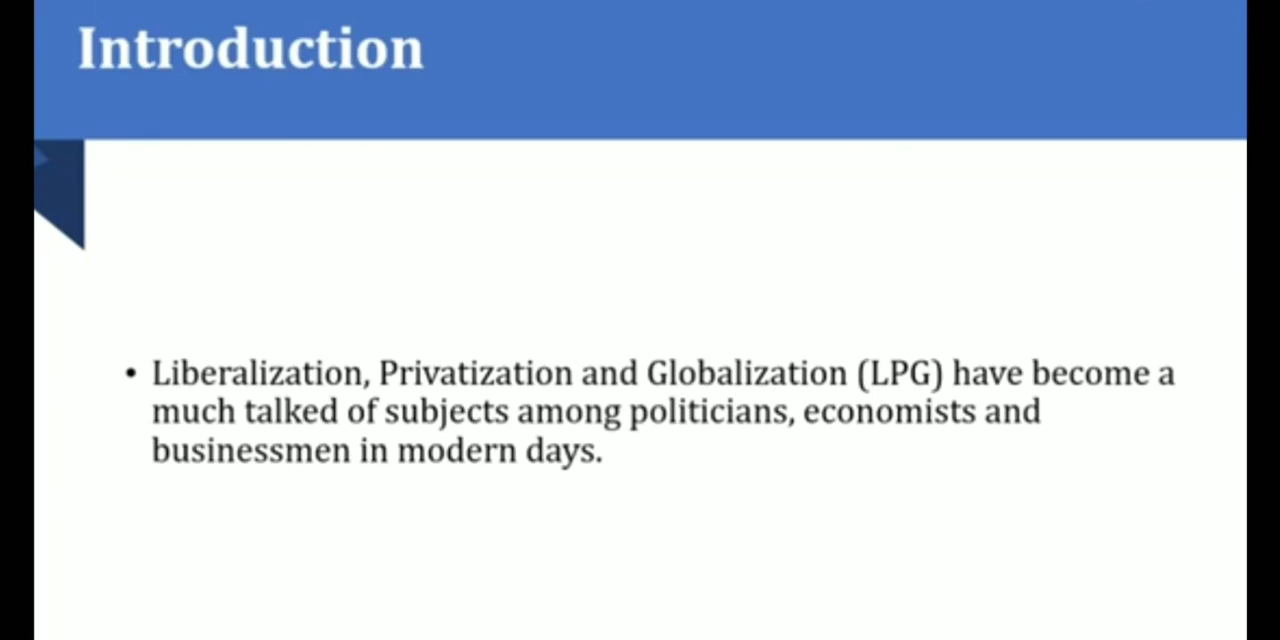 Introduction
• Liberalization, Privatization and Globalization (LPG) have become a
much talked of subjects among politicians, economists and
businessmen in modern days.